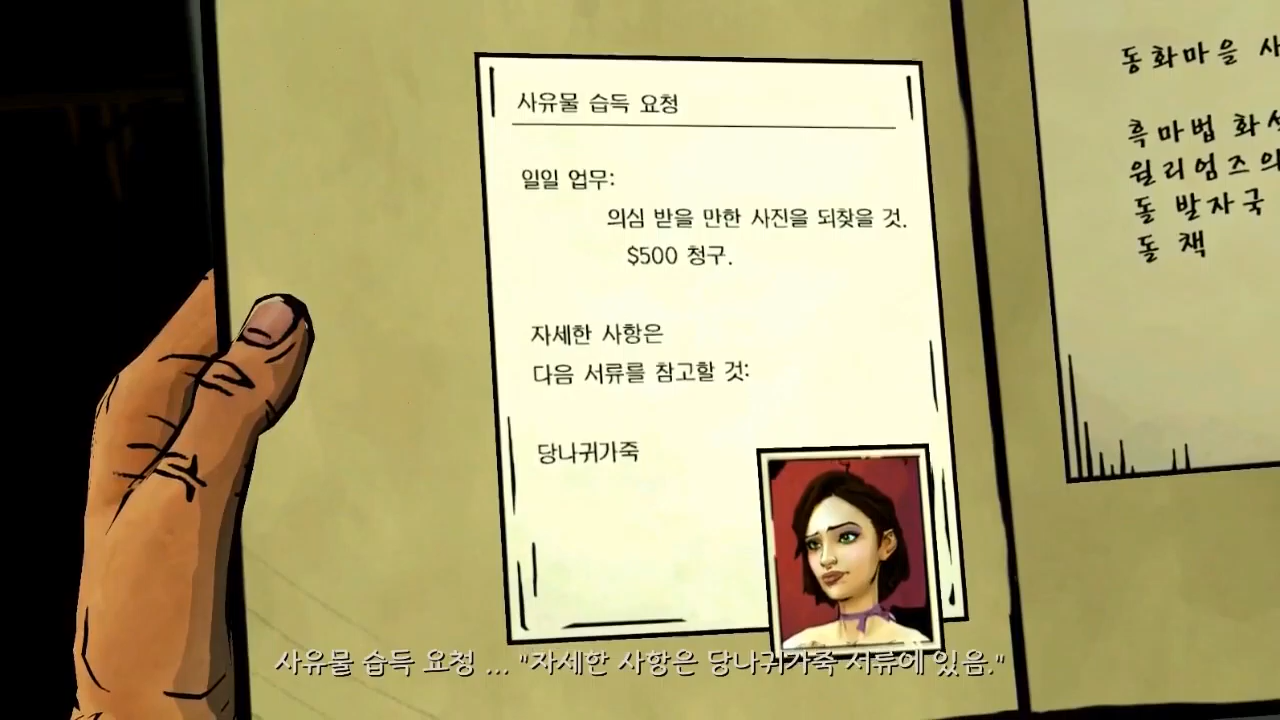 사유물 습득 요청
일일 업무:
의심 받을 만한 사진을 되찾을 것.
$500 청구.
자세한 사항은
다음 서류를 참고할 것:
당나귀가죽
동화마을
흑마법
윌리엄즈의
돌 발자국
돌 책
사유물 습득 요청 ... "자세한 사항은 당나귀가죽 서류에 있음."